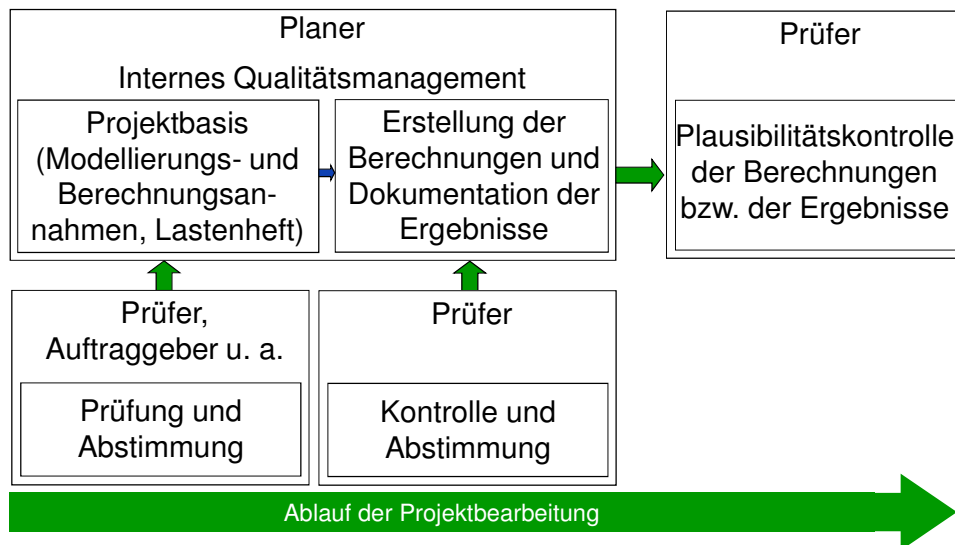 Planer
Internes Qualitätsmanagement
Projektbasis
(Modellierungs- und
Berechnungsan-
nahmen, Lastenheft)
Erstellung der
Berechnungen und
Dokumentation der
Ergebnisse
Prüfer
Plausibilitätskontrolle
der Berechnungen
bzw. der Ergebnisse
Prüfer,
Auftraggeber u. a.
Prüfung und
Abstimmung
Prüfer
Kontrolle und
Abstimmung
Ablauf der Projektbearbeitung